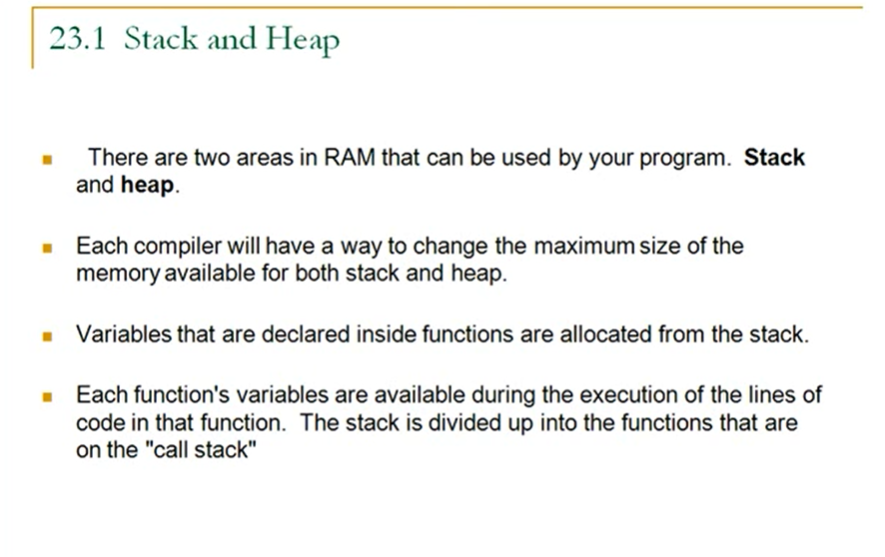 23.1 Stack and Heap
There are two areas in RAM that can be used by your program. Stack
and heap.
Each compiler will have a way to change the maximum size of the
memory available for both stack and heap.
Variables that are declared inside functions are allocated from the stack.
Each function's variables are available during the execution of the lines of
code in that function. The stack is divided up into the functions that are
on the "call stack"